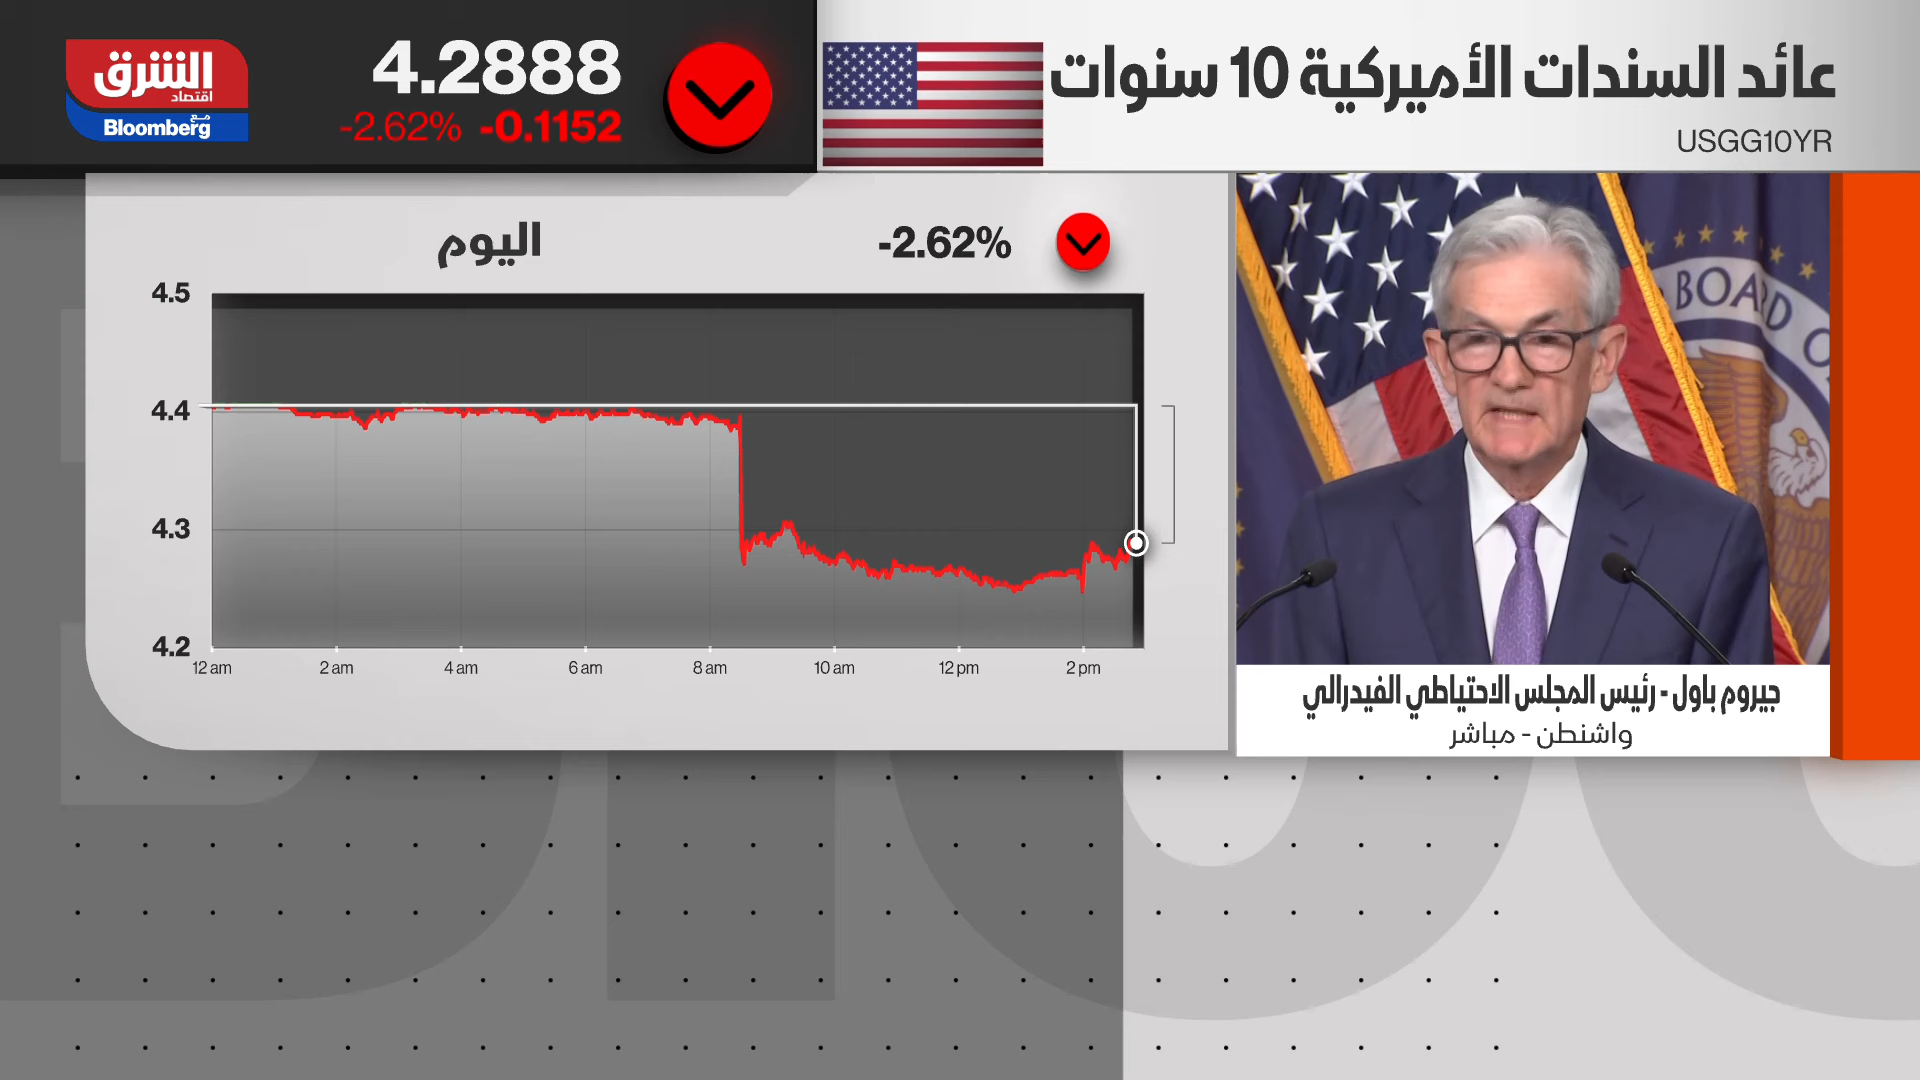 عائد السندات الأميركية 10 سنوات
USGG10YR
4.2888
-2.62% -0.1152
الشرق
اقتصاد
مع
Bloomberg
اليوم
-2.62%
4.5
4.4
4.3
4.2
12 am 2 am 4 am 6 am 8 am 10 am 12 pm 2 pm
BOARD O
جيروم باول - رئيس المجلس الاحتياطي الفيدرالي
واشنطن - مباشر